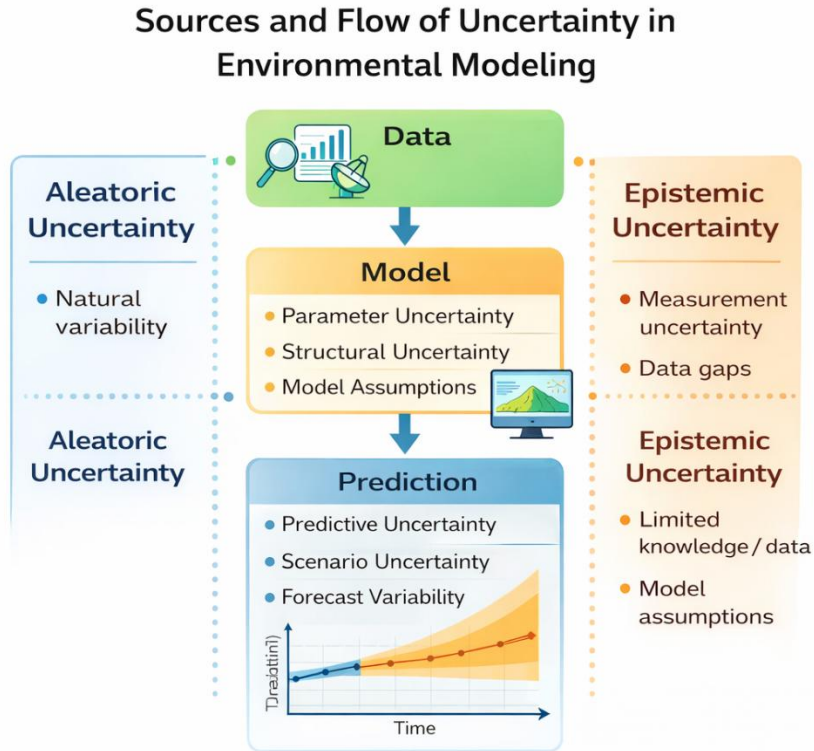 Sources and Flow of Uncertainty in
Environmental Modeling
Data
Aleatoric
Uncertainty
Natural
variability
Epistemic
Uncertainty
Measurement
uncertainty
Data gaps
Model
Parameter Uncertainty
Structural Uncertainty
Model Assumptions
Aleatoric
Uncertainty
Epistemic
Uncertainty
Limited
knowledge / data
Model
assumptions
Prediction
Predictive Uncertainty
Scenario Uncertainty
Forecast Variability
Time